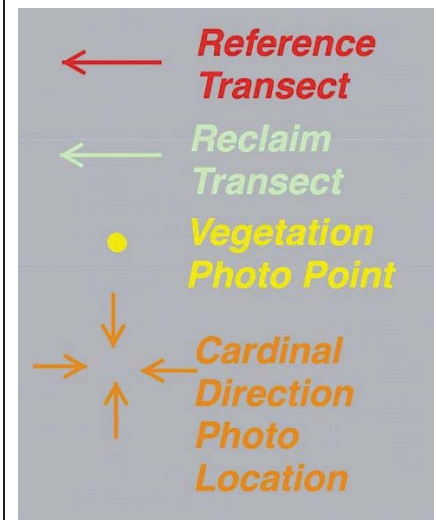 Reference
Transect
Reclaim
Transect
Vegetation
Photo Point
Cardinal
Direction
Photo
Location